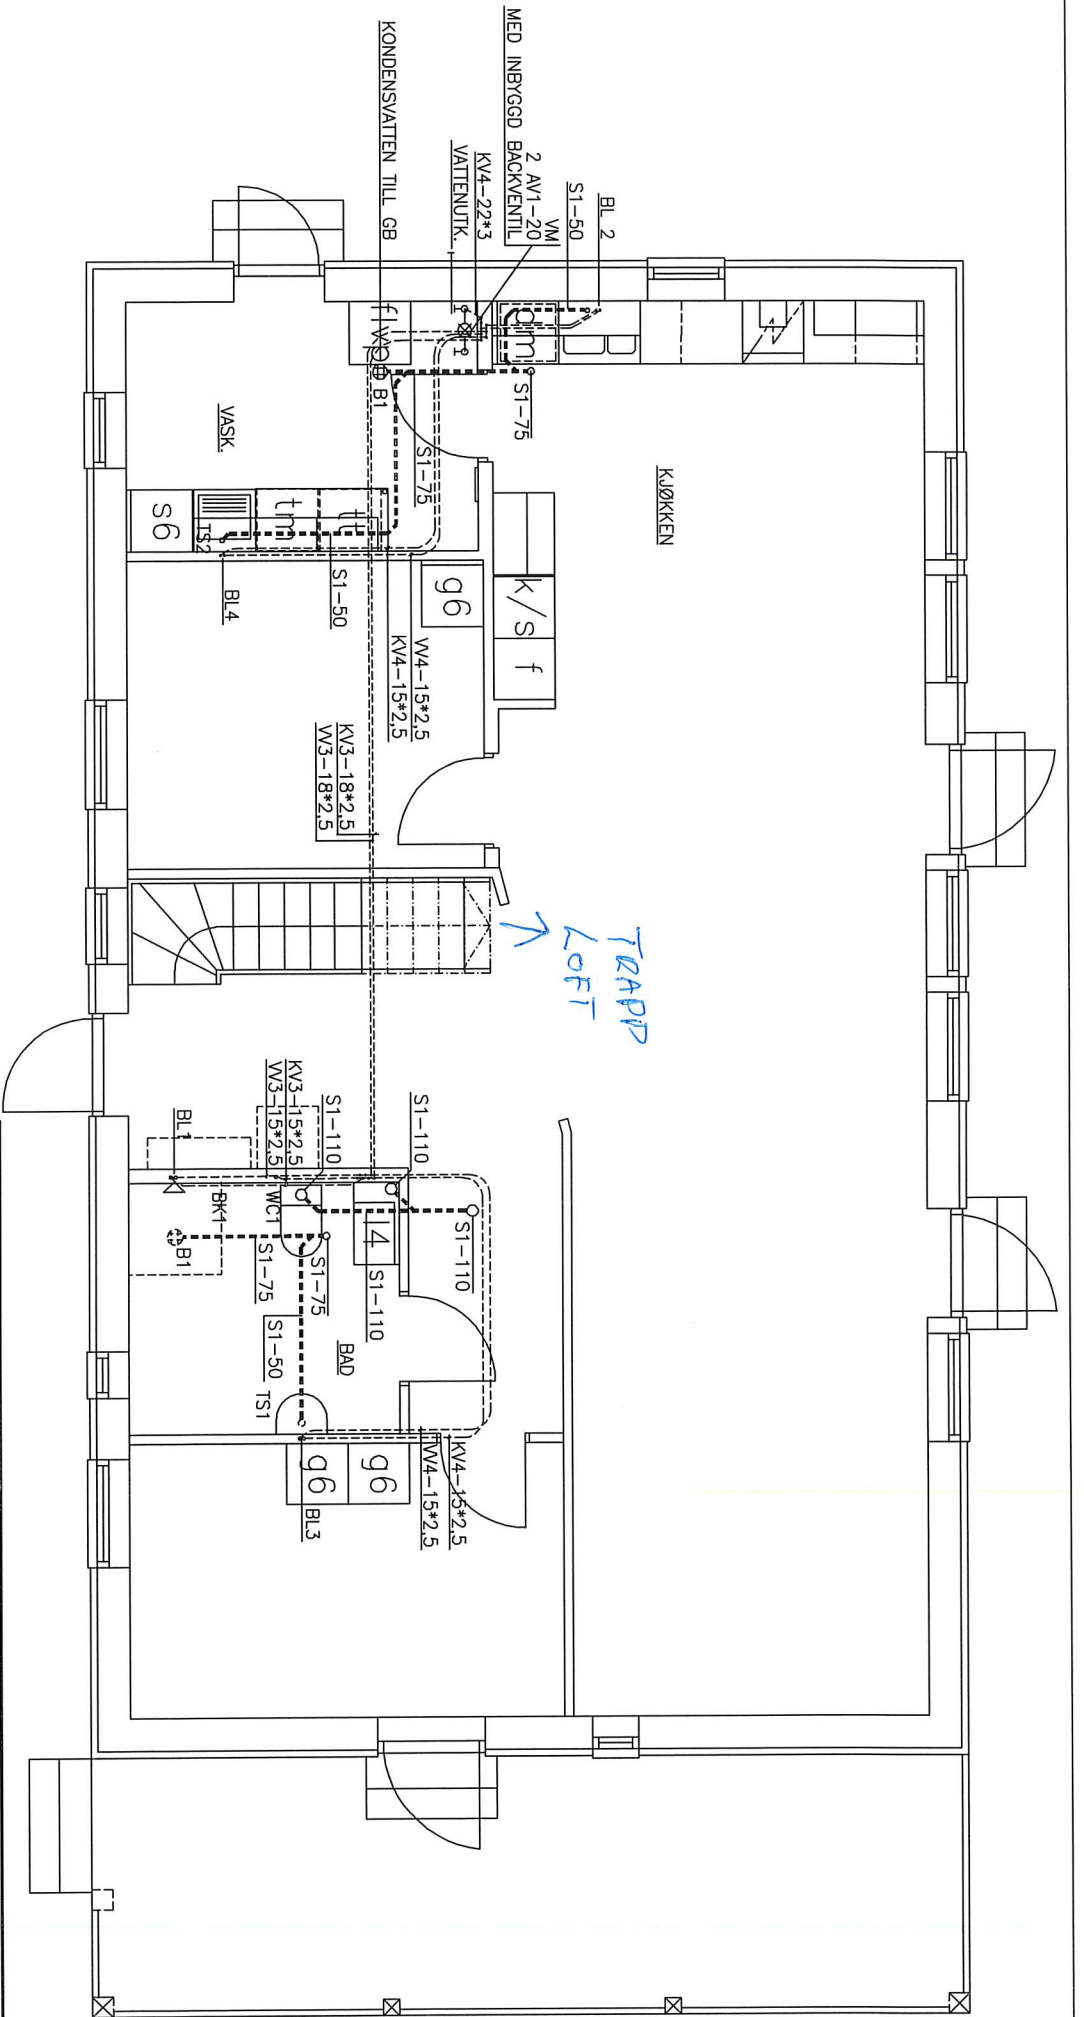 MED INBYGGD BACKVENTIL
2 AV1-20
VM
KONDENSVATTEN TILL GB
VATTENUTK.
KV4-22*3
S1-50
BL 2
flvp
dm
B1
S1-75
S1-75
VASK.
KJØKKEN
s6
TS2
tm
tt
BL4
S1-50
g6
k/s
f
VV4-15*2,5
KV4-15*2,5
KV3-18*2,5
VV3-18*2,5
TRAPP
LOFT
BL1
KV3-15*2,5
VV3-15*2,5
S1-110
S1-110
BK1
WC1
B1
S1-75
S1-75
l4
S1-110
S1-110
S1-50
BAD
TS1
g6
g6
BL3
KV4-15*2,5
VV4-15*2,5